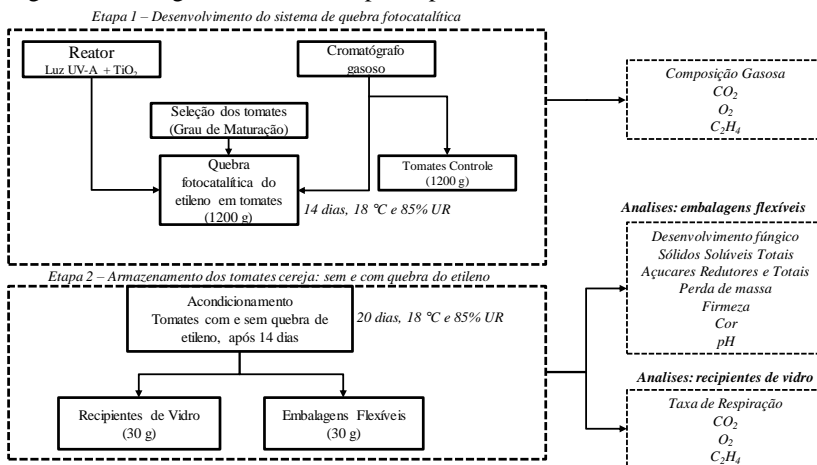 Etapa 1 – Desenvolvimento do sistema de quebra fotocatalítica
Reator
Luz UV-A + TiO2
Cromatógrafo
gasoso
Seleção dos tomates
(Grau de Maturação)
Quebra
fotocatalítica do
etileno em tomates
(1200 g)
Tomates Controle
(1200 g)
14 dias, 18 °C e 85% UR
Composição Gasosa
CO2
O2
C2H4
Etapa 2 – Armazenamento dos tomates cereja: sem e com quebra do etileno
Acondicionamento
Tomates com e sem quebra de
etileno, após 14 dias
20 dias, 18 °C e 85% UR
Recipientes de Vidro
(30 g)
Embalagens Flexíveis
(30 g)
Analises: embalagens flexíveis
Desenvolvimento fúngico
Sólidos Solúveis Totais
Açucares Redutores e Totais
Perda de massa
Firmeza
Cor
pH
Analises: recipientes de vidro
Taxa de Respiração
CO2
O2
C2H4